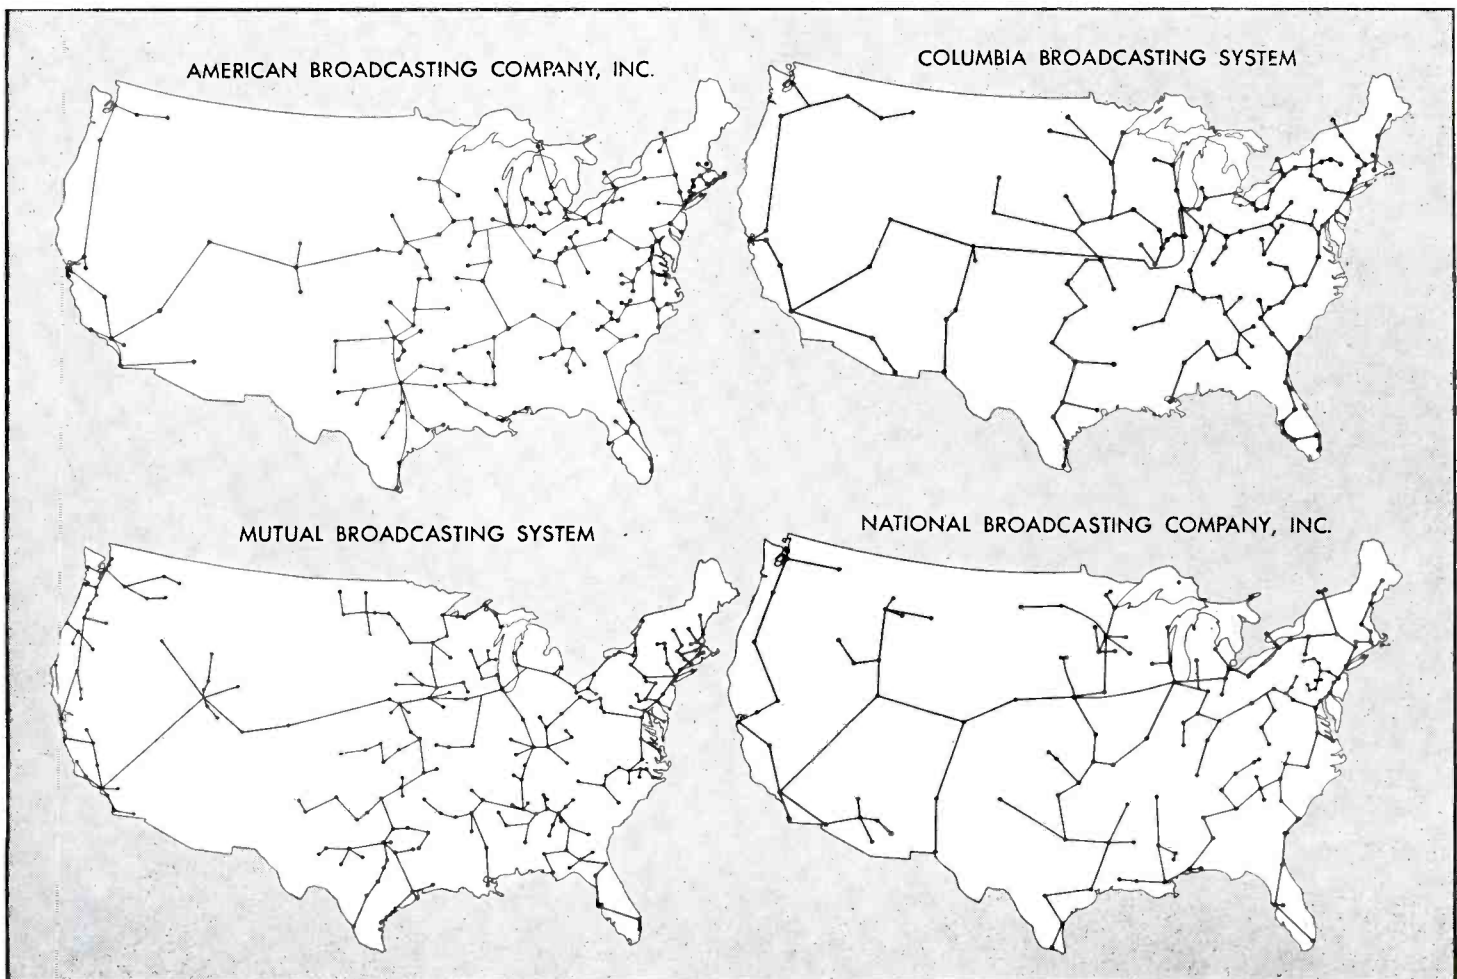 AMERICAN BROADCASTING COMPANY, INC.
COLUMBIA BROADCASTING SYSTEM
MUTUAL BROADCASTING SYSTEM
NATIONAL BROADCASTING COMPANY, INC.